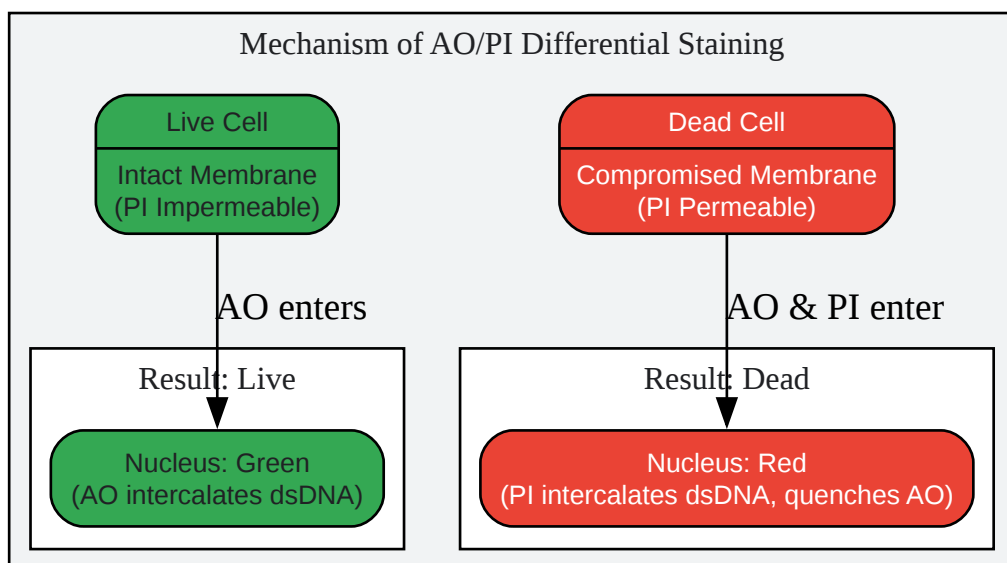 Mechanism of AO/PI Differential Staining
Live Cell
Intact Membrane
(PI Impermeable)
Dead Cell
Compromised Membrane
(PI Permeable)
AO enters
AO & PI enter
Result: Live
Nucleus: Green
(AO intercalates dsDNA)
Result: Dead
Nucleus: Red
(PI intercalates dsDNA, quenches AO)